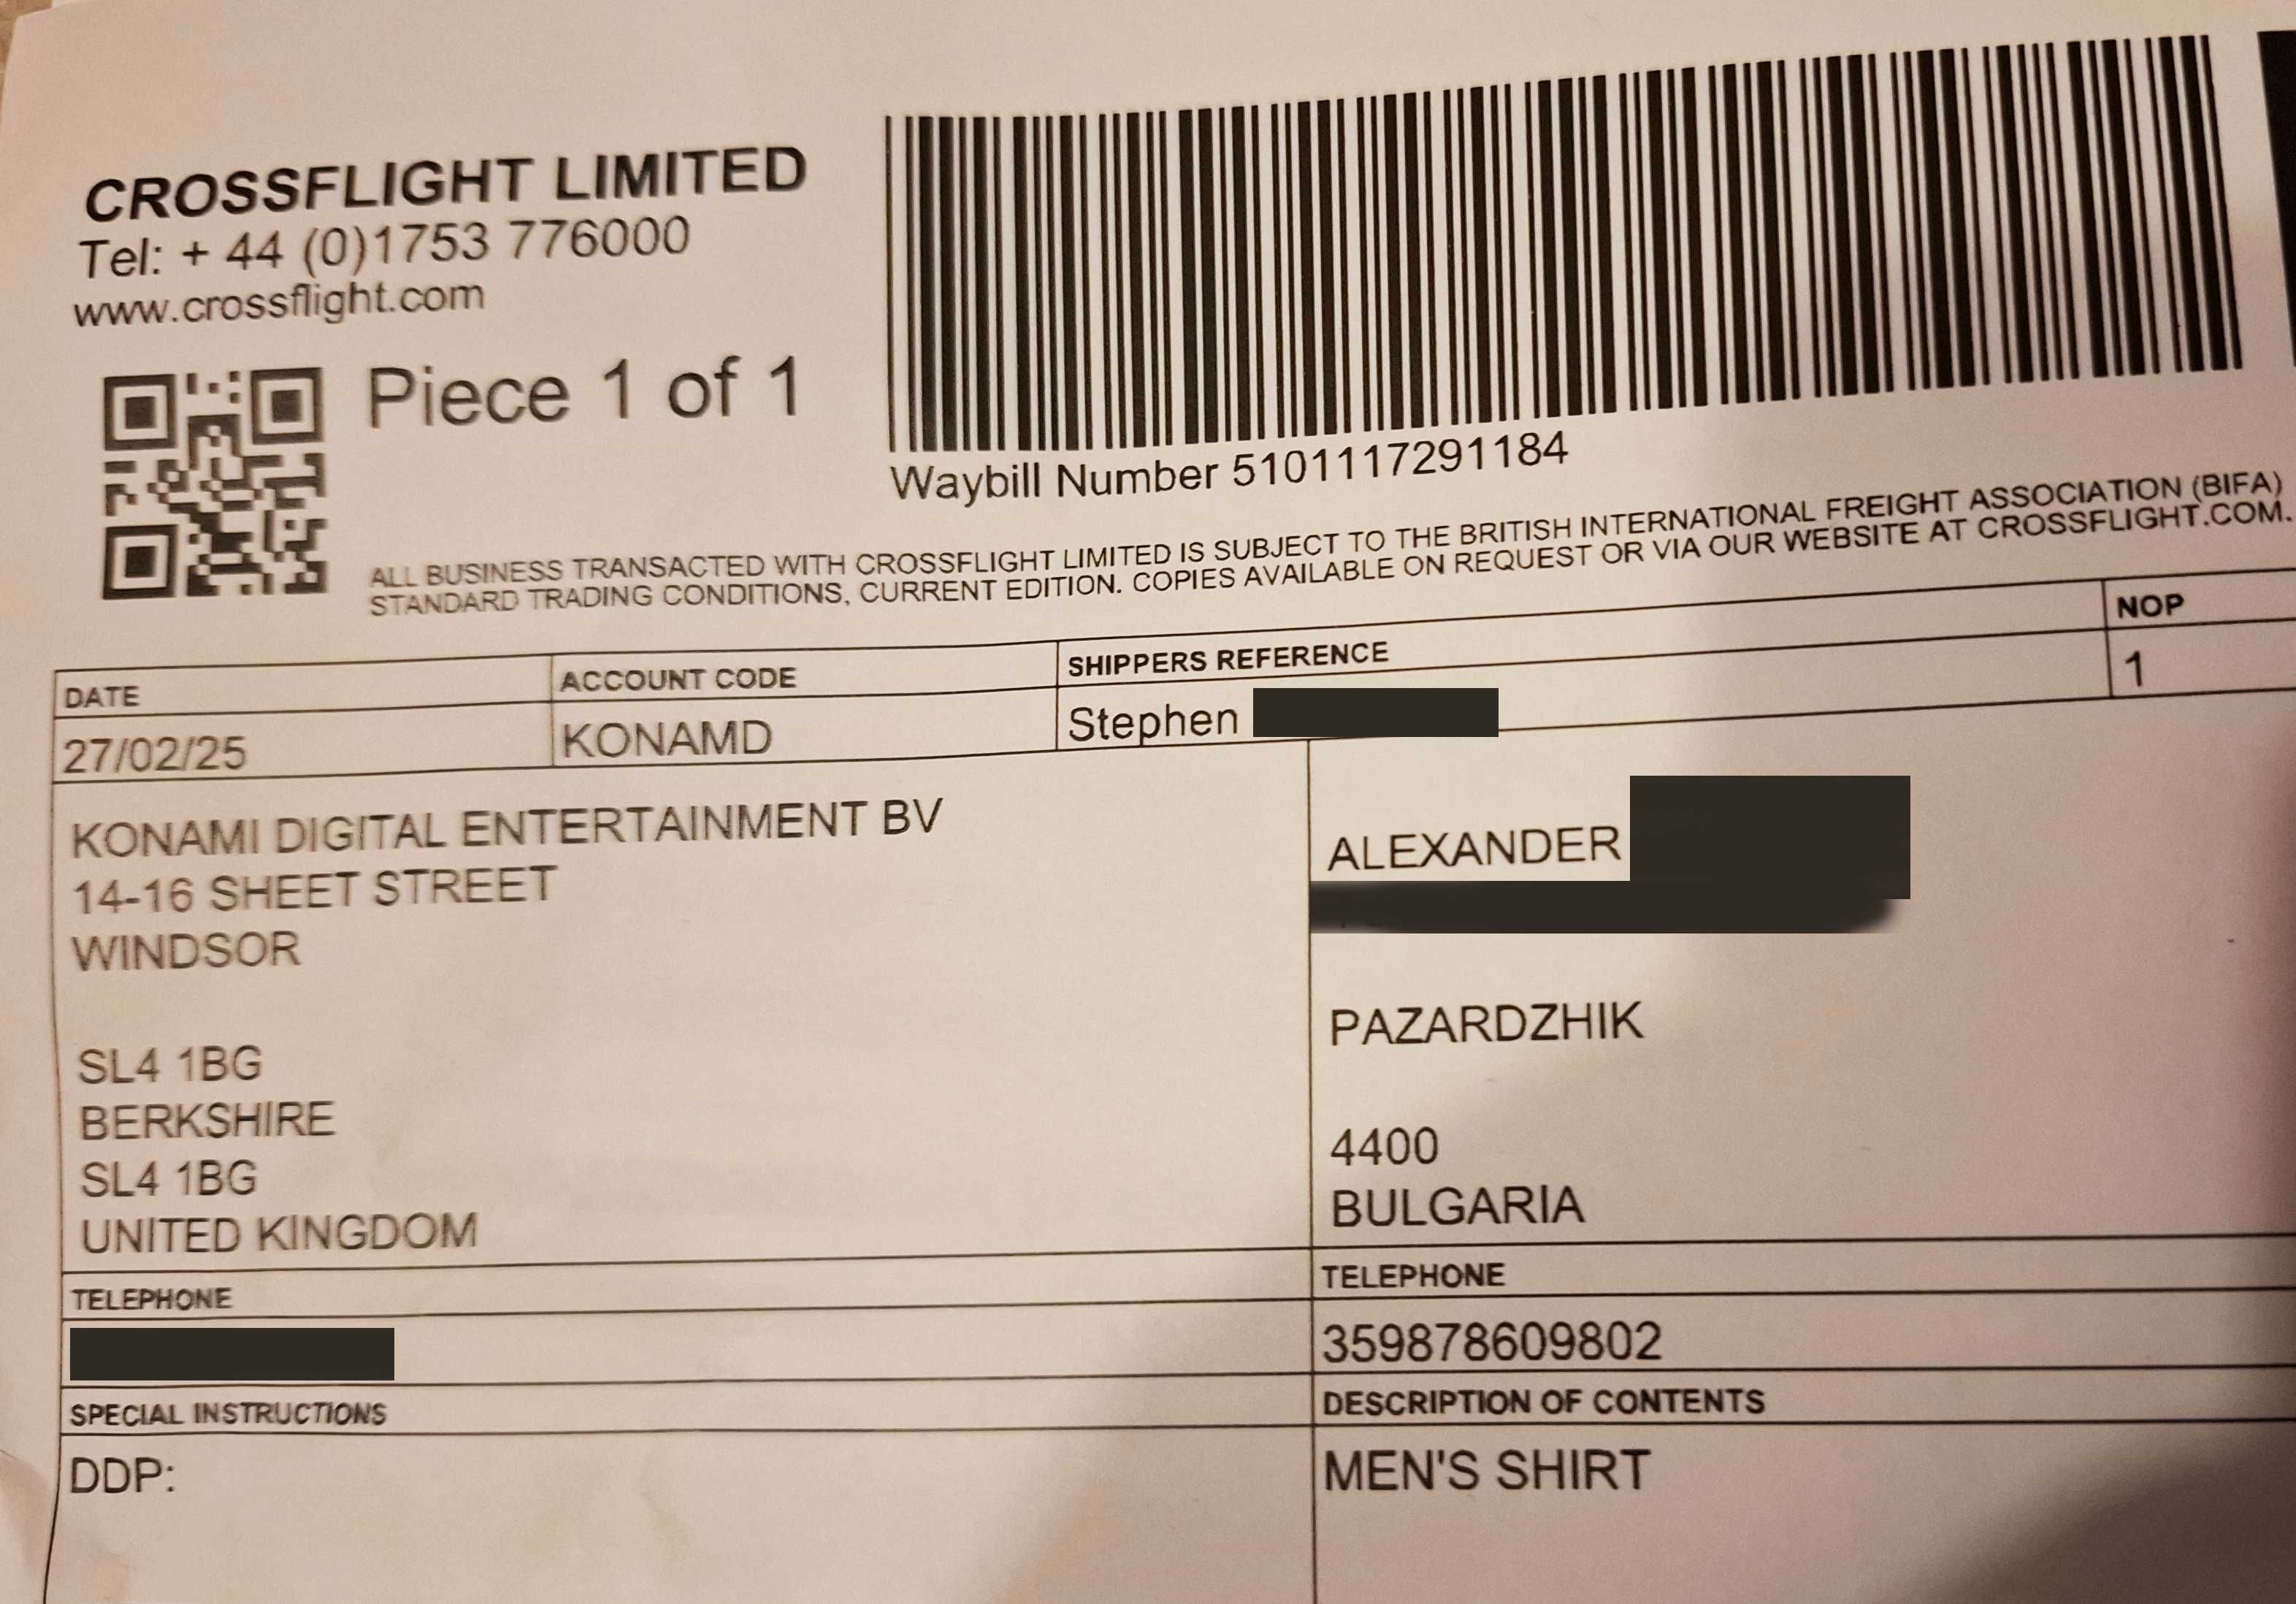 CROSSFLIGHT LIMITED
Tel: + 44 (0)1753 776000
www.crossflight.com
Piece 1 of 1
Waybill Number 5101117291184
ALL BUSINESS TRANSACTED WITH CROSSFLIGHT LIMITED IS SUBJECT TO THE BRITISH INTERNATIONAL FREIGHT ASSOCIATION (BIFA)
STANDARD TRADING CONDITIONS, CURRENT EDITION. COPIES AVAILABLE ON REQUEST OR VIA OUR WEBSITE AT CROSSFLIGHT.COM.
DATE ACCOUNT CODE SHIPPERS REFERENCE NOP
27/02/25 KONAMD Stephen 1
KONAMI DIGITAL ENTERTAINMENT BV
14-16 SHEET STREET
WINDSOR
SL4 1BG
BERKSHIRE
SL4 1BG
UNITED KINGDOM
ALEXANDER
PAZARDZHIK
4400
BULGARIA
TELEPHONE
TELEPHONE
359878609802
SPECIAL INSTRUCTIONS
DDP:
DESCRIPTION OF CONTENTS
MEN'S SHIRT